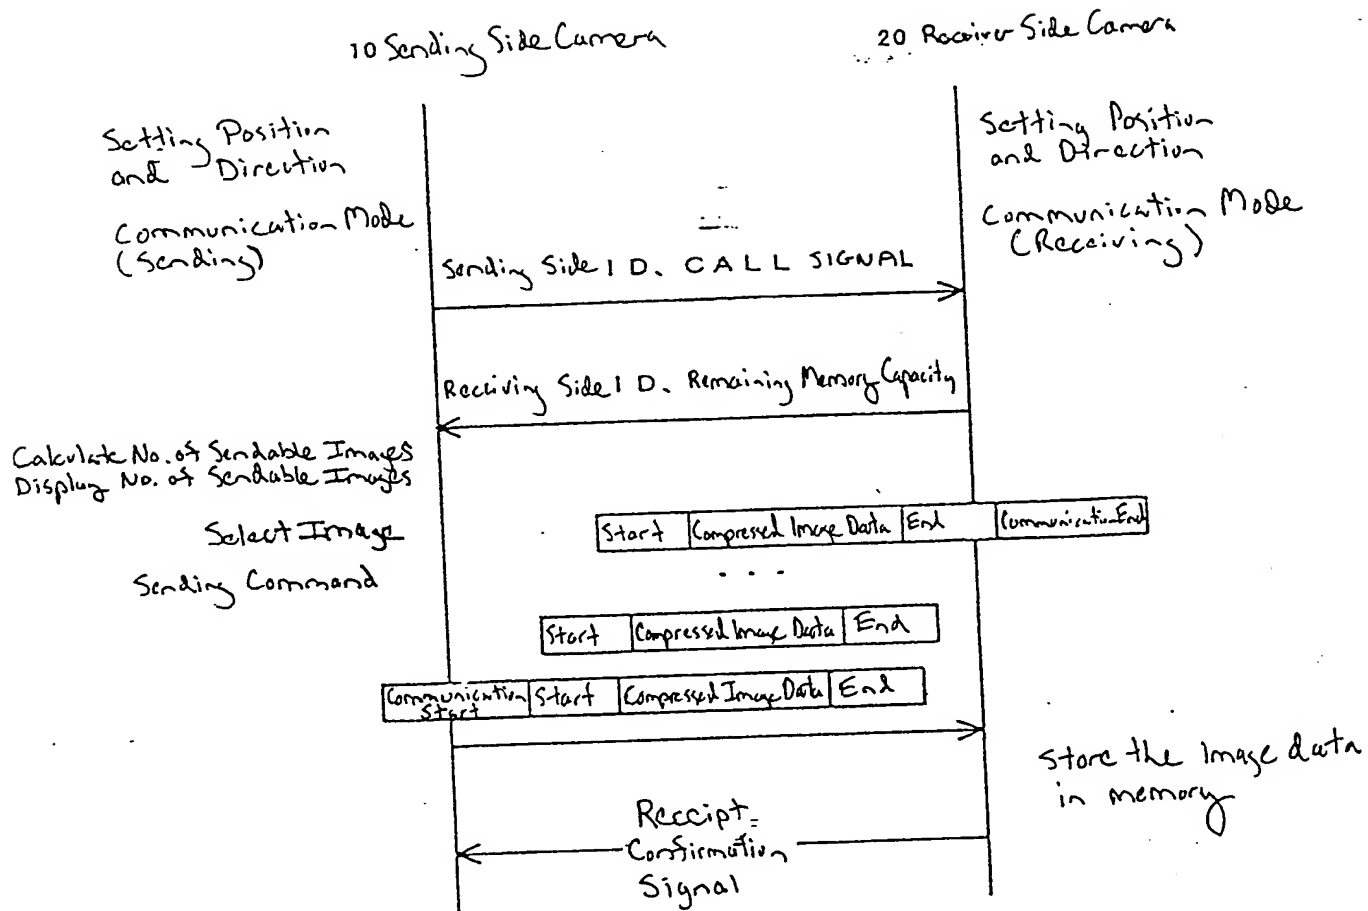 10 Sending Side Camera
20 Receiver Side Camera
Setting Position
and Direction
Setting Position
and Direction
Communication Mode
(Sending)
Communication Mode
(Receiving)
Sending Side I D. CALL SIGNAL
Receiving Side I D. Remaining Memory Capacity
Calculate No. of Sendable Images
Display No. of Sendable Images
Select Image
Start Compressed Image Data End Communication End
Sending Command
...
Start Compressed Image Data End
Communication
Start
Start Compressed Image Data End
Store the Image data
in memory
Receipt
Confirmation
Signal